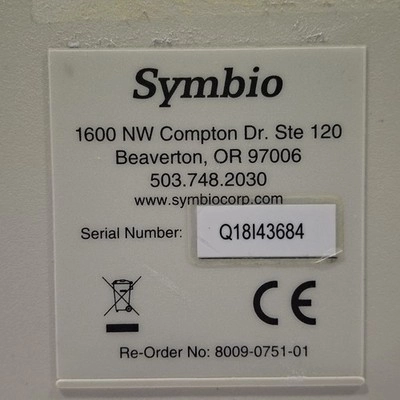 Symbio
1600 NW Compton Dr. Ste 120
Beaverton, OR 97006
503.748.2030
www.symbiocorp.com
Serial Number: Q18I43684
CE
Re-Order No: 8009-0751-01